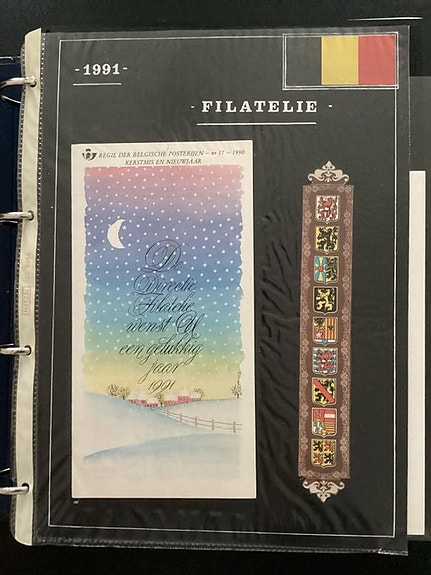 - 1991 -
- FILATELIE -
REGIE DER BELGISCHE POSTERIJEN — nr 17 — 1990
KERSTMIS EN NIEUWJAAR
De
Directie
Filatelie
wenst U
een gelukkig
jaar
1991